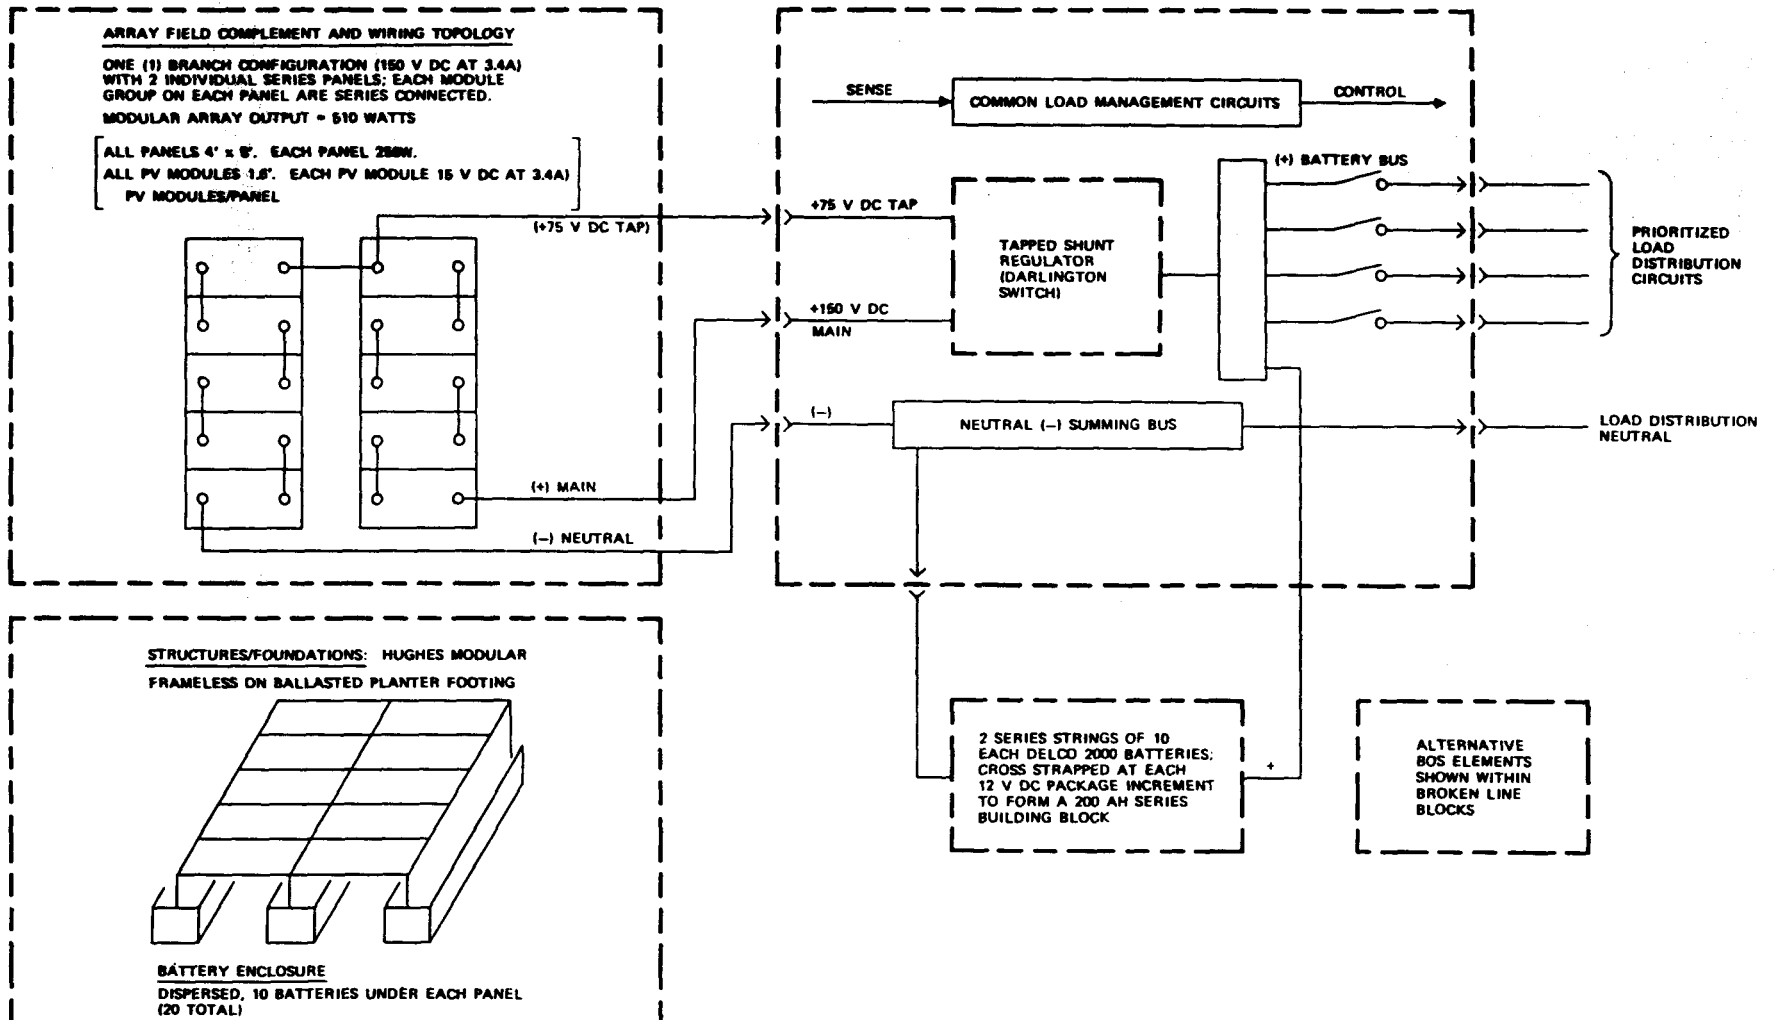 ARRAY FIELD COMPLEMENT AND WIRING TOPOLOGY
ONE (1) BRANCH CONFIGURATION (150 V DC AT 3.4A)
WITH 2 INDIVIDUAL SERIES PANELS; EACH MODULE
GROUP ON EACH PANEL ARE SERIES CONNECTED.
MODULAR ARRAY OUTPUT = 510 WATTS
ALL PANELS 4' x 8'. EACH PANEL
ALL PV MODULES EACH PV MODULE 15 V DC AT 3.4A)
PV MODULES/PANEL
(+75 V DC TAP)
(+) MAIN
(−) NEUTRAL
SENSE
COMMON LOAD MANAGEMENT CIRCUITS
CONTROL
(+) BATTERY BUS
+75 V DC TAP
TAPPED SHUNT
REGULATOR
(DARLINGTON
SWITCH)
+150 V DC
MAIN
PRIORITIZED
LOAD
DISTRIBUTION
CIRCUITS
(−)
NEUTRAL (−) SUMMING BUS
LOAD DISTRIBUTION
NEUTRAL
STRUCTURES/FOUNDATIONS: HUGHES MODULAR
FRAMELESS ON BALLASTED PLANTER FOOTING
BATTERY ENCLOSURE
DISPERSED, 10 BATTERIES UNDER EACH PANEL
(20 TOTAL)
2 SERIES STRINGS OF 10
EACH DELCO 2000 BATTERIES;
CROSS STRAPPED AT EACH
12 V DC PACKAGE INCREMENT
TO FORM A 200 AH SERIES
BUILDING BLOCK
+
ALTERNATIVE
BOS ELEMENTS
SHOWN WITHIN
BROKEN LINE
BLOCKS